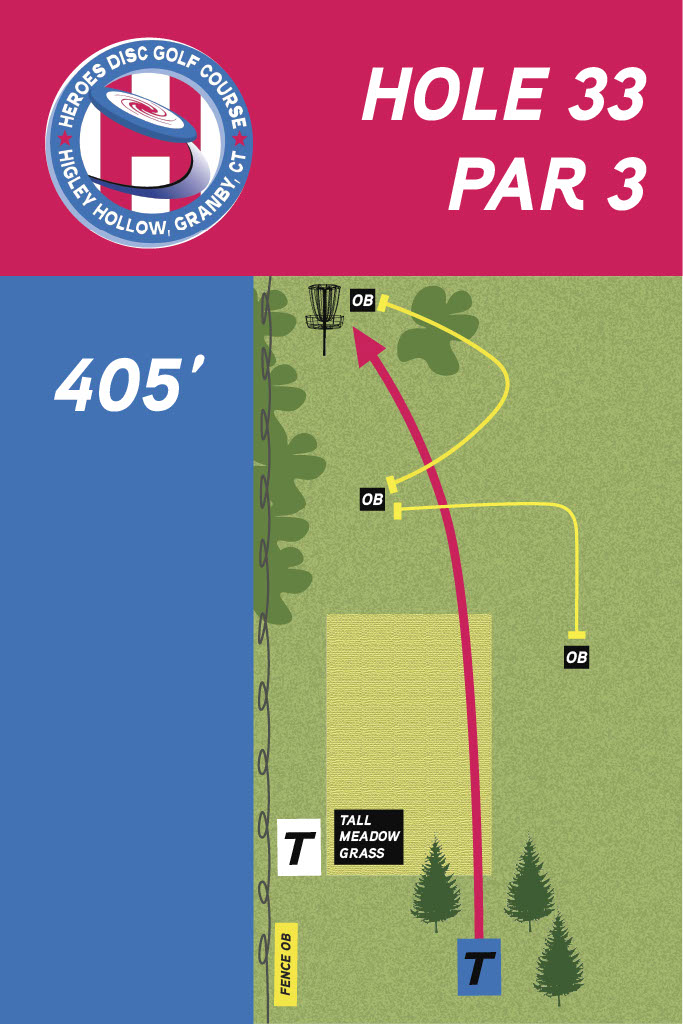 HEROES DISC GOLF COURSE
HIGLEY HOLLOW, GRANBY, CT
H
HOLE 33
PAR 3
405'
OB
OB
OB
TALL
MEADOW
GRASS
T
FENCE OB
T